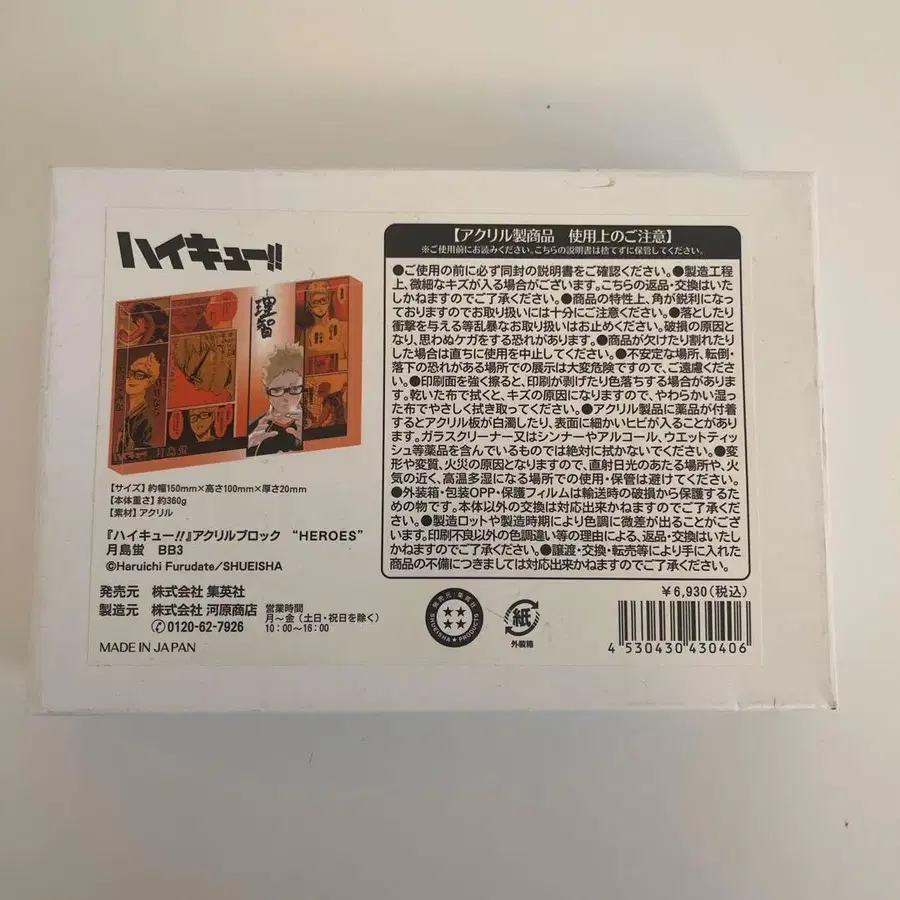 ハイキュー!!
理智
月島蛍
【サイズ】約幅150mm×高さ100mm×厚さ20mm
【本体重さ】約360g
【素材】アクリル
『ハイキュー!!』アクリルブロック “HEROES”
月島蛍 BB3
©Haruichi Furudate/SHUEISHA
発売元 株式会社 集英社
製造元 株式会社 河原商店
0120-62-7926
営業時間
月～金（土日・祝日を除く）
10：00～16：00
MADE IN JAPAN
【アクリル製商品 使用上のご注意】
※ご使用前にお読みください。こちらの説明書は捨てずに保管してください。
●ご使用の前に必ず同封の説明書をご確認ください。●製造工程
上、微細なキズが入る場合がございます。こちらの返品・交換はいた
しかねますのでご了承ください。●商品の特性上、角が鋭利になっ
ておりますのでお取り扱いには十分にご注意ください。●落としたり
衝撃を与える等乱暴なお取り扱いはお止めください。破損の原因と
なり、思わぬケガをする恐れがあります。●商品が欠けたり割れたり
した場合は直ちに使用を中止してください。●不安定な場所、転倒・
落下の恐れがある場所での展示は大変危険ですので、ご遠慮くださ
い。●印刷面を強く擦ると、印刷が剥げたり色落ちする場合がありま
す。乾いた布で拭くと、キズの原因になりますので、やわらかい湿っ
た布でやさしく拭き取ってください。●アクリル製品に薬品が付着
するとアクリル板が白濁したり、表面に細かいヒビが入ることがあり
ます。ガラスクリーナー又はシンナーやアルコール、ウエットティッ
シュ等薬品を含んでいるものでは絶対に拭かないでください。●変
形や変質、火災の原因となりますので、直射日光のあたる場所や、火
気の近く、高温多湿になる場所での使用・保管は避けてください。
●外装箱・包装OPP・保護フィルムは輸送時の破損から保護するた
めの物です。本体以外の交換は対応出来かねますのでご了承くださ
い。●製造ロットや製造時期により色調に微差が出ることがござい
ます。印刷不良以外の色調違い等の理由による、返品・交換はいたし
かねますのでご了承ください。●譲渡・交換・転売等により手に入れた
商品の不備につきましては対応出来かねますのでご了承ください。
発売元/集英社
SHUEISHA PRODUCTS
紙
外装箱
￥6,930（税込）
4 530430 430406